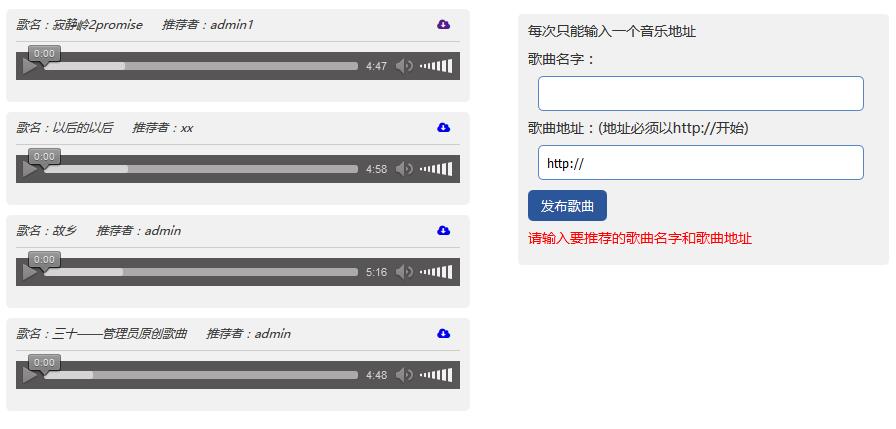 歌名：寂静岭2promise 推荐者：admin1
0:00
4:47
歌名：以后的以后 推荐者：xx
0:00
4:58
歌名：故乡 推荐者：admin
0:00
5:16
歌名：三十——管理员原创歌曲 推荐者：admin
0:00
4:48
每次只能输入一个音乐地址
歌曲名字：
歌曲地址：(地址必须以http://开始)
http://
发布歌曲
请输入要推荐的歌曲名字和歌曲地址